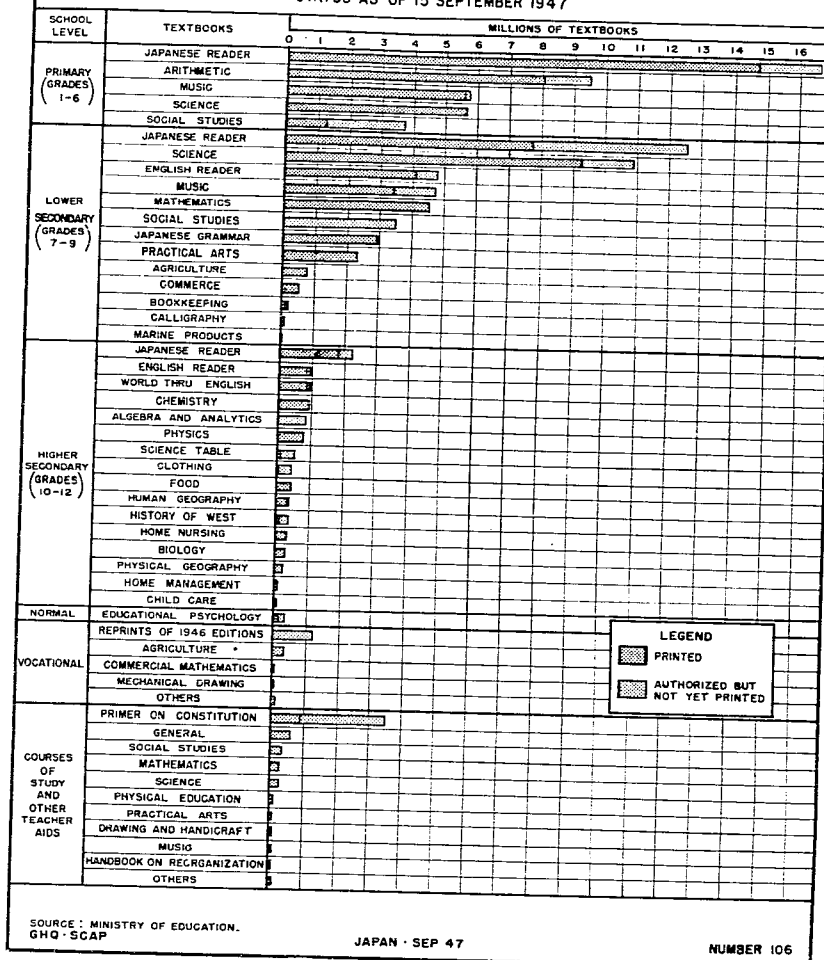 STATUS AS OF 15 SEPTEMBER 1947
SCHOOL LEVEL
TEXTBOOKS
MILLIONS OF TEXTBOOKS
0 1 2 3 4 5 6 7 8 9 10 11 12 13 14 15 16
PRIMARY
(GRADES
1-6)
JAPANESE READER
ARITHMETIC
MUSIC
SCIENCE
SOCIAL STUDIES
LOWER
SECONDARY
(GRADES
7-9)
JAPANESE READER
SCIENCE
ENGLISH READER
MUSIC
MATHEMATICS
SOCIAL STUDIES
JAPANESE GRAMMAR
PRACTICAL ARTS
AGRICULTURE
COMMERCE
BOOKKEEPING
CALLIGRAPHY
MARINE PRODUCTS
HIGHER
SECONDARY
(GRADES
10-12)
JAPANESE READER
ENGLISH READER
WORLD THRU ENGLISH
CHEMISTRY
ALGEBRA AND ANALYTICS
PHYSICS
SCIENCE TABLE
CLOTHING
FOOD
HUMAN GEOGRAPHY
HISTORY OF WEST
HOME NURSING
BIOLOGY
PHYSICAL GEOGRAPHY
HOME MANAGEMENT
CHILD CARE
NORMAL
EDUCATIONAL PSYCHOLOGY
VOCATIONAL
REPRINTS OF 1946 EDITIONS
AGRICULTURE
COMMERCIAL MATHEMATICS
MECHANICAL DRAWING
OTHERS
COURSES
OF
STUDY
AND
OTHER
TEACHER
AIDS
PRIMER ON CONSTITUTION
GENERAL
SOCIAL STUDIES
MATHEMATICS
SCIENCE
PHYSICAL EDUCATION
PRACTICAL ARTS
DRAWING AND HANDICRAFT
MUSIC
HANDBOOK ON REORGANIZATION
OTHERS
LEGEND
PRINTED
AUTHORIZED BUT
NOT YET PRINTED
SOURCE: MINISTRY OF EDUCATION.
GHQ·SCAP
JAPAN · SEP 47
NUMBER 106